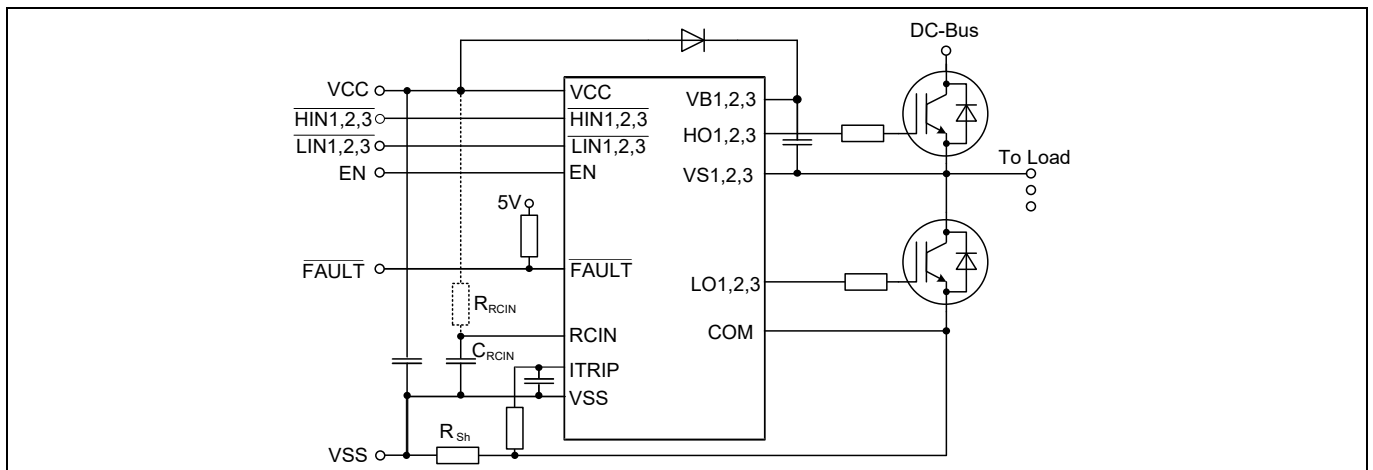 DC-Bus
VCC
VCC
VB1,2,3
HIN1,2,3
HIN1,2,3
HO1,2,3
LIN1,2,3
LIN1,2,3
To Load
EN
EN
VS1,2,3
5V
FAULT
FAULT
LO1,2,3
RRCIN
RCIN
COM
CRCIN
ITRIP
VSS
RSh
VSS